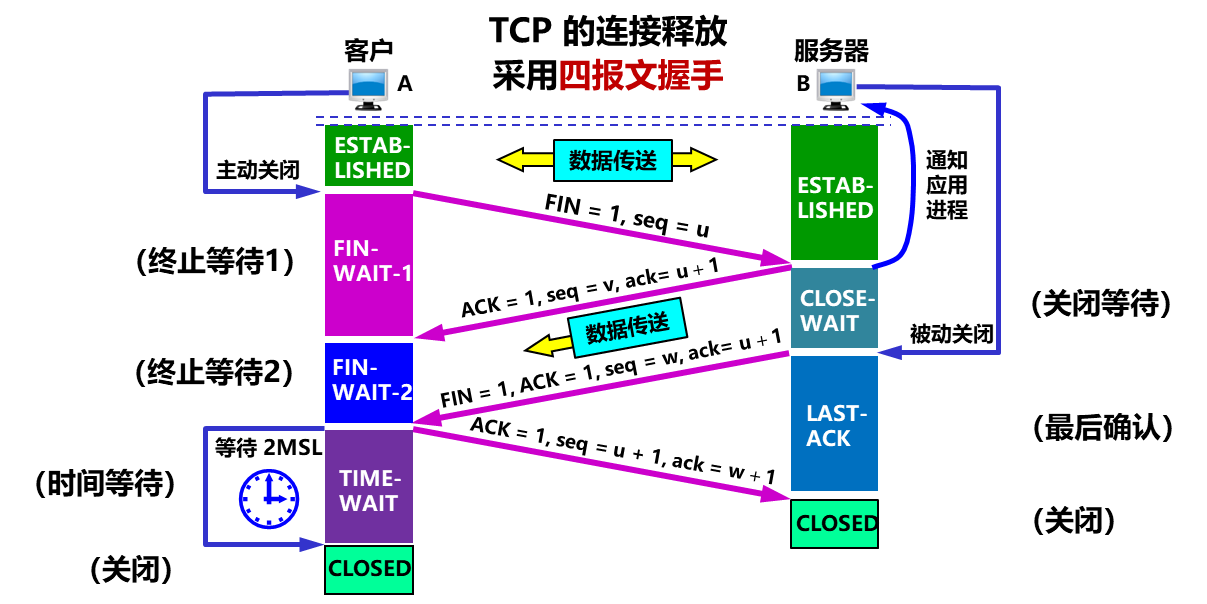 TCP 的连接释放
采用四报文握手
客户
A
服务器
B
ESTAB-
LISHED
数据传送
ESTAB-
LISHED
通知
应用
进程
主动关闭
FIN = 1, seq = u
(终止等待1)
FIN-
WAIT-1
ACK = 1, seq = v, ack= u + 1
CLOSE-
WAIT
(关闭等待)
数据传送
被动关闭
(终止等待2)
FIN-
WAIT-2
FIN = 1, ACK = 1, seq = w, ack= u + 1
LAST-
ACK
(最后确认)
ACK = 1, seq = u + 1, ack = w + 1
等待 2MSL
(时间等待)
TIME-
WAIT
CLOSED
(关闭)
(关闭)
CLOSED